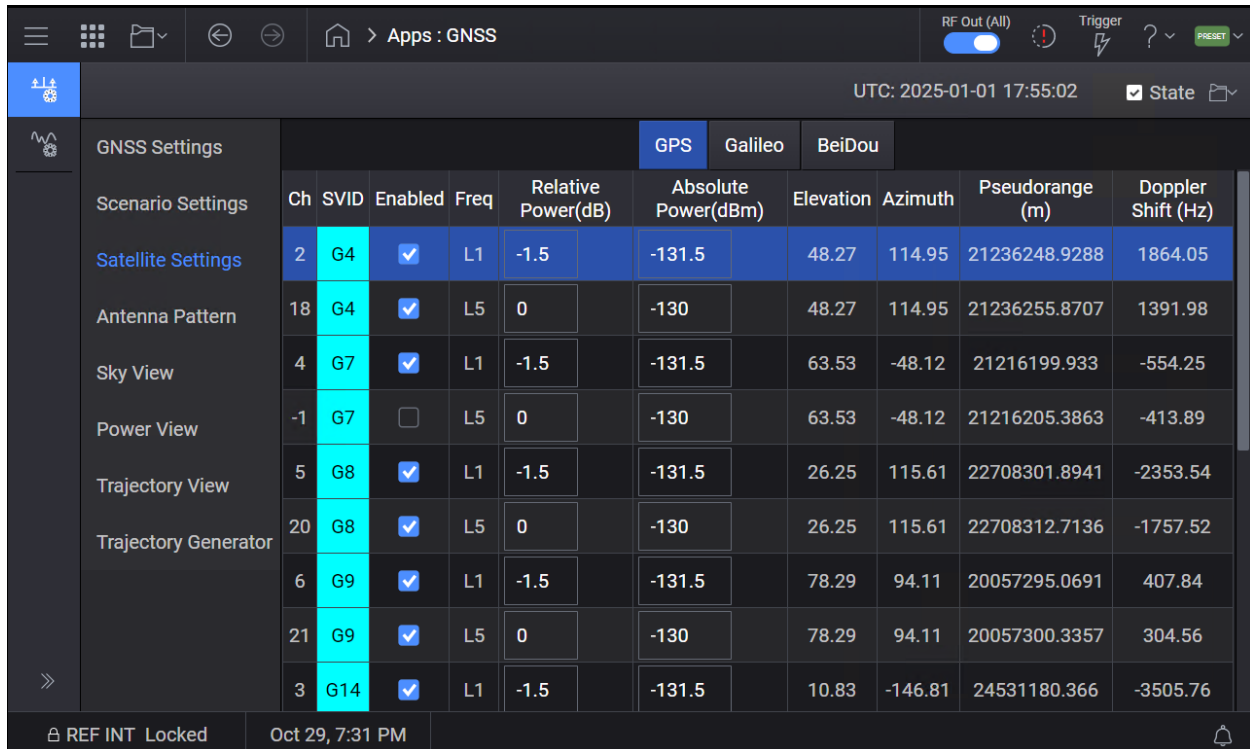 Apps : GNSS
RF Out (All)
Trigger
PRESET
UTC: 2025-01-01 17:55:02
State
GNSS Settings
Scenario Settings
Satellite Settings
Antenna Pattern
Sky View
Power View
Trajectory View
Trajectory Generator
GPS Galileo BeiDou
Ch SVID Enabled Freq Relative Power(dB) Absolute Power(dBm) Elevation Azimuth Pseudorange (m) Doppler Shift (Hz)
2 G4 L1 -1.5 -131.5 48.27 114.95 21236248.9288 1864.05
18 G4 L5 0 -130 48.27 114.95 21236255.8707 1391.98
4 G7 L1 -1.5 -131.5 63.53 -48.12 21216199.933 -554.25
-1 G7 L5 0 -130 63.53 -48.12 21216205.3863 -413.89
5 G8 L1 -1.5 -131.5 26.25 115.61 22708301.8941 -2353.54
20 G8 L5 0 -130 26.25 115.61 22708312.7136 -1757.52
6 G9 L1 -1.5 -131.5 78.29 94.11 20057295.0691 407.84
21 G9 L5 0 -130 78.29 94.11 20057300.3357 304.56
3 G14 L1 -1.5 -131.5 10.83 -146.81 24531180.366 -3505.76
REF INT Locked
Oct 29, 7:31 PM